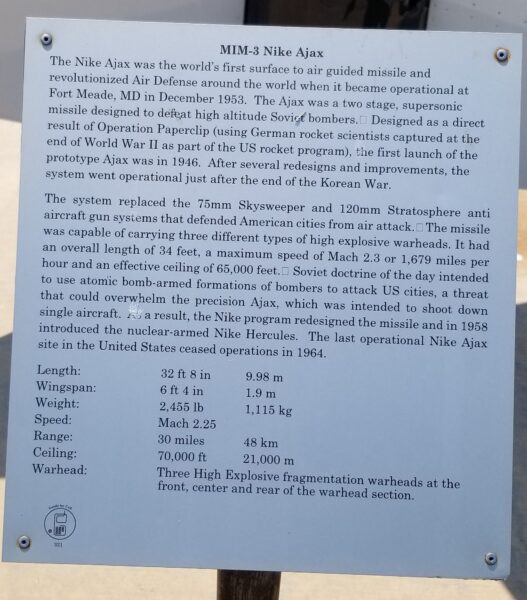 MIM-3 Nike Ajax
The Nike Ajax was the world's first surface to air guided missile and
revolutionized Air Defense around the world when it became operational at
Fort Meade, MD in December 1953. The Ajax was a two stage, supersonic
missile designed to defeat high altitude Soviet bombers.□ Designed as a direct
result of Operation Paperclip (using German rocket scientists captured at the
end of World War II as part of the US rocket program), the first launch of the
prototype Ajax was in 1946. After several redesigns and improvements, the
system went operational just after the end of the Korean War.
The system replaced the 75mm Skysweeper and 120mm Stratosphere anti
aircraft gun systems that defended American cities from air attack.□ The missile
was capable of carrying three different types of high explosive warheads. It had
an overall length of 34 feet, a maximum speed of Mach 2.3 or 1,679 miles per
hour and an effective ceiling of 65,000 feet.□ Soviet doctrine of the day intended
to use atomic bomb-armed formations of bombers to attack US cities, a threat
that could overwhelm the precision Ajax, which was intended to shoot down
single aircraft. As a result, the Nike program redesigned the missile and in 1958
introduced the nuclear-armed Nike Hercules. The last operational Nike Ajax
site in the United States ceased operations in 1964.
Length: 32 ft 8 in 9.98 m
Wingspan: 6 ft 4 in 1.9 m
Weight: 2,455 lb 1,115 kg
Speed: Mach 2.25
Range: 30 miles 48 km
Ceiling: 70,000 ft 21,000 m
Warhead: Three High Explosive fragmentation warheads at the
front, center and rear of the warhead section.